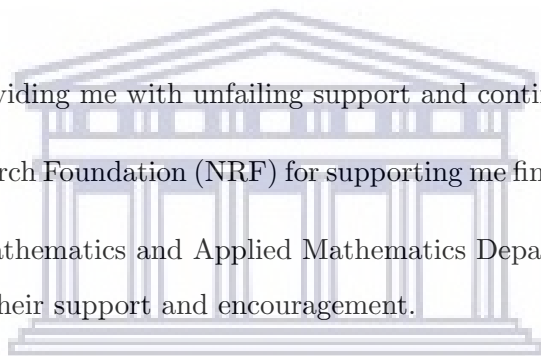 viding me with unfailing support and contin
rch Foundation (NRF) for supporting me fin
athematics and Applied Mathematics Depa
heir support and encouragement.